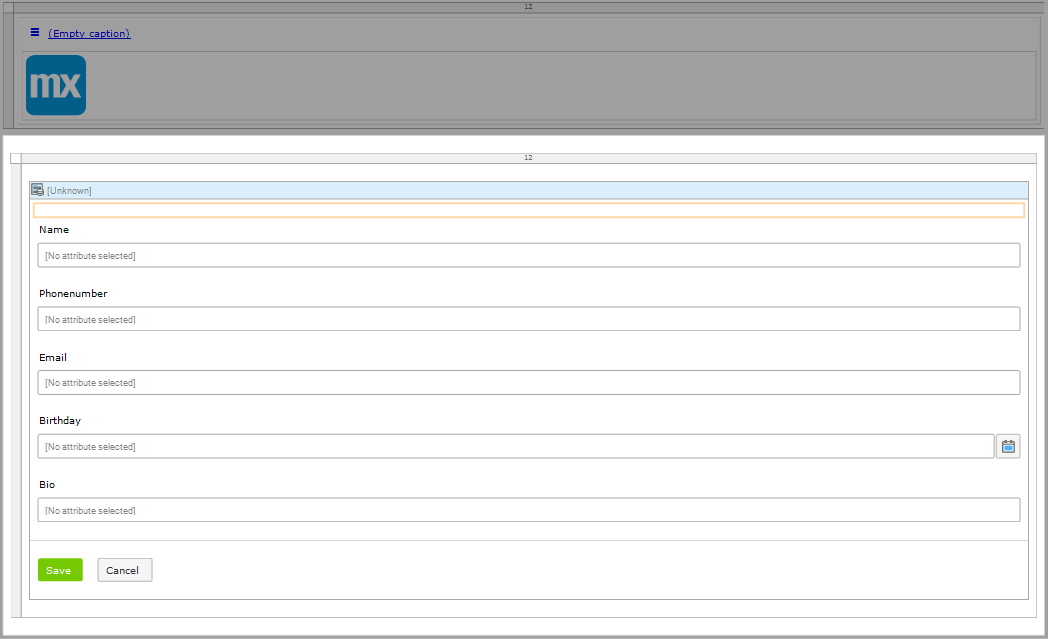 12
(Empty caption)
mx
12
[Unknown]
Name
[No attribute selected]
Phonenumber
[No attribute selected]
Email
[No attribute selected]
Birthday
[No attribute selected]
Bio
[No attribute selected]
Save Cancel